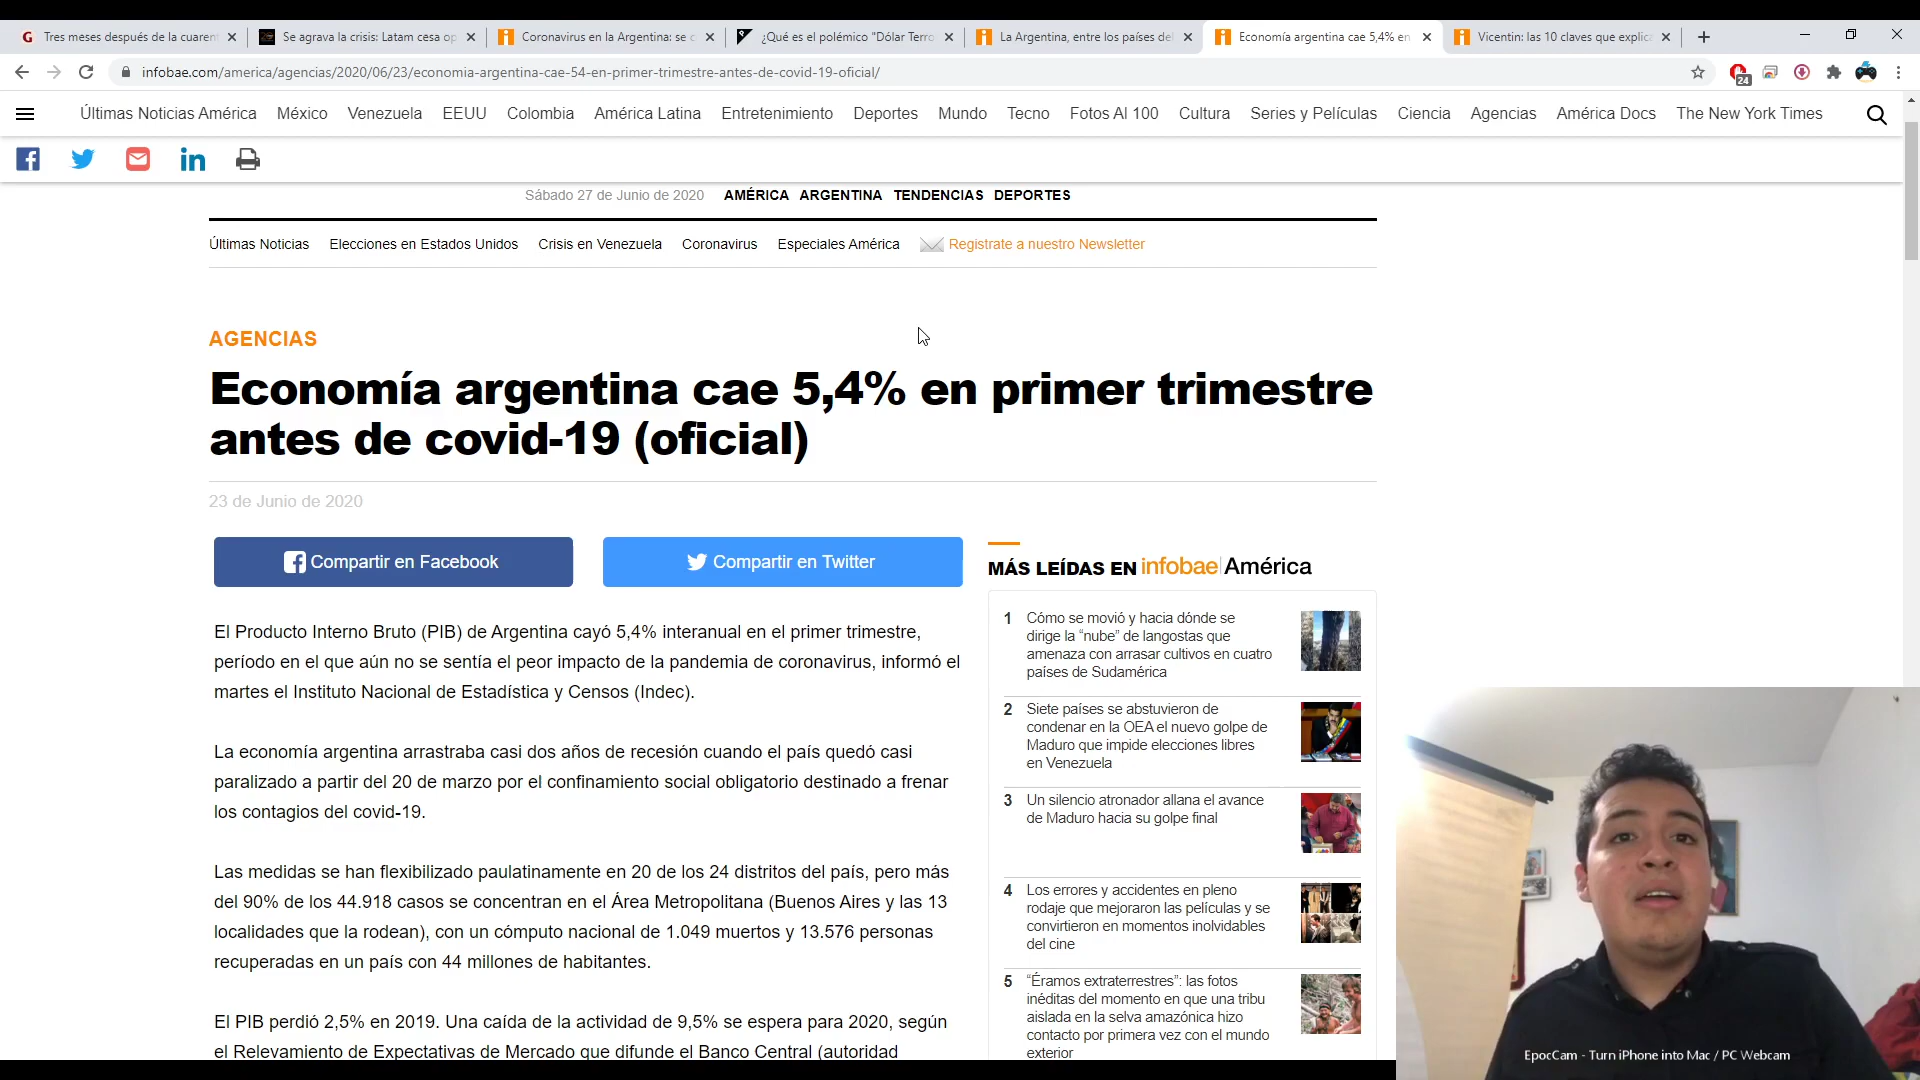 Tres meses después de la cuaren
Se agrava la crisis: Latam cesa op
Coronavirus en la Argentina: se c
¿Qué es el polémico "Dólar Terro
La Argentina, entre los países del
Economía argentina cae 5,4% en
Vicentin: las 10 claves que explic
infobae.com/america/agencias/2020/06/23/economia-argentina-cae-54-en-primer-trimestre-antes-de-covid-19-oficial/
24
Últimas Noticias América México Venezuela EEUU Colombia América Latina Entretenimiento Deportes Mundo Tecno Fotos Al 100 Cultura Series y Películas Ciencia Agencias América Docs The New York Times
Sábado 27 de Junio de 2020 AMÉRICA ARGENTINA TENDENCIAS DEPORTES
Últimas Noticias Elecciones en Estados Unidos Crisis en Venezuela Coronavirus Especiales América Registrate a nuestro Newsletter
AGENCIAS
Economía argentina cae 5,4% en primer trimestre
antes de covid-19 (oficial)
23 de Junio de 2020
Compartir en Facebook
Compartir en Twitter
El Producto Interno Bruto (PIB) de Argentina cayó 5,4% interanual en el primer trimestre,
período en el que aún no se sentía el peor impacto de la pandemia de coronavirus, informó el
martes el Instituto Nacional de Estadística y Censos (Indec).
La economía argentina arrastraba casi dos años de recesión cuando el país quedó casi
paralizado a partir del 20 de marzo por el confinamiento social obligatorio destinado a frenar
los contagios del covid-19.
Las medidas se han flexibilizado paulatinamente en 20 de los 24 distritos del país, pero más
del 90% de los 44.918 casos se concentran en el Área Metropolitana (Buenos Aires y las 13
localidades que la rodean), con un cómputo nacional de 1.049 muertos y 13.576 personas
recuperadas en un país con 44 millones de habitantes.
El PIB perdió 2,5% en 2019. Una caída de la actividad de 9,5% se espera para 2020, según
el Relevamiento de Expectativas de Mercado que difunde el Banco Central (autoridad
MÁS LEÍDAS EN infobae América
1 Cómo se movió y hacia dónde se
dirige la “nube” de langostas que
amenaza con arrasar cultivos en cuatro
países de Sudamérica
2 Siete países se abstuvieron de
condenar en la OEA el nuevo golpe de
Maduro que impide elecciones libres
en Venezuela
3 Un silencio atronador allana el avance
de Maduro hacia su golpe final
4 Los errores y accidentes en pleno
rodaje que mejoraron las películas y se
convirtieron en momentos inolvidables
del cine
5 “Éramos extraterrestres”: las fotos
inéditas del momento en que una tribu
aislada en la selva amazónica hizo
contacto por primera vez con el mundo
exterior
EpocCam - Turn iPhone into Mac / PC Webcam